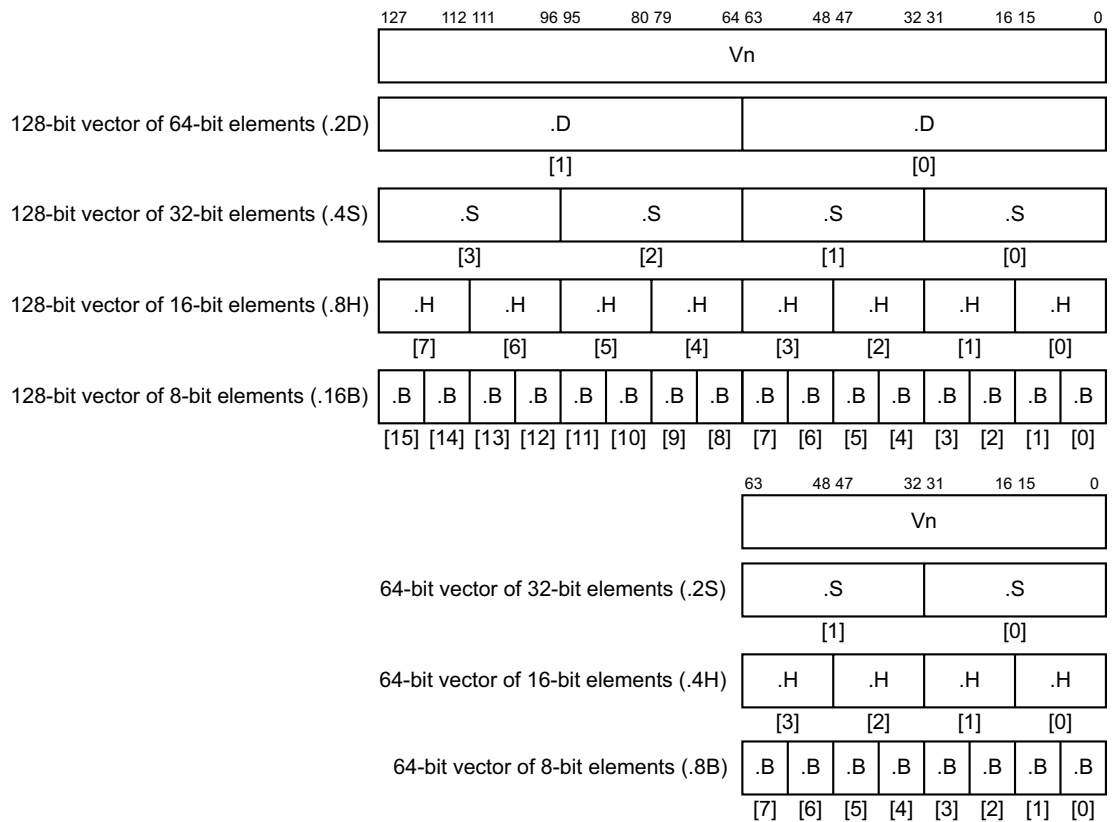 127 112 111 96 95 80 79 64 63 48 47 32 31 16 15 0
Vn
128-bit vector of 64-bit elements (.2D) .D .D
[1] [0]
128-bit vector of 32-bit elements (.4S) .S .S .S .S
[3] [2] [1] [0]
128-bit vector of 16-bit elements (.8H) .H .H .H .H .H .H .H .H
[7] [6] [5] [4] [3] [2] [1] [0]
128-bit vector of 8-bit elements (.16B) .B .B .B .B .B .B .B .B .B .B .B .B .B .B .B .B
[15] [14] [13] [12] [11] [10] [9] [8] [7] [6] [5] [4] [3] [2] [1] [0]
63 48 47 32 31 16 15 0
Vn
64-bit vector of 32-bit elements (.2S) .S .S
[1] [0]
64-bit vector of 16-bit elements (.4H) .H .H .H .H
[3] [2] [1] [0]
64-bit vector of 8-bit elements (.8B) .B .B .B .B .B .B .B .B
[7] [6] [5] [4] [3] [2] [1] [0]